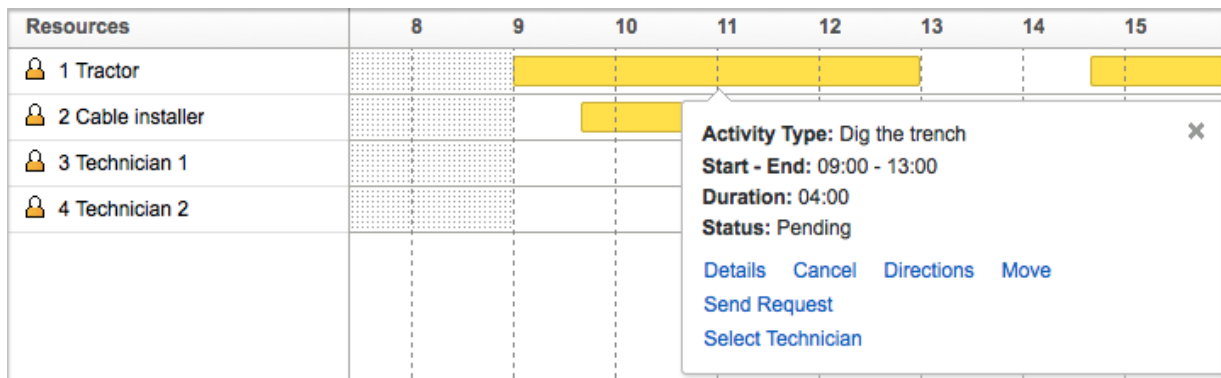 Resources 8 9 10 11 12 13 14 15
1 Tractor
2 Cable installer
3 Technician 1
4 Technician 2
Activity Type: Dig the trench
Start - End: 09:00 - 13:00
Duration: 04:00
Status: Pending
Details Cancel Directions Move
Send Request
Select Technician